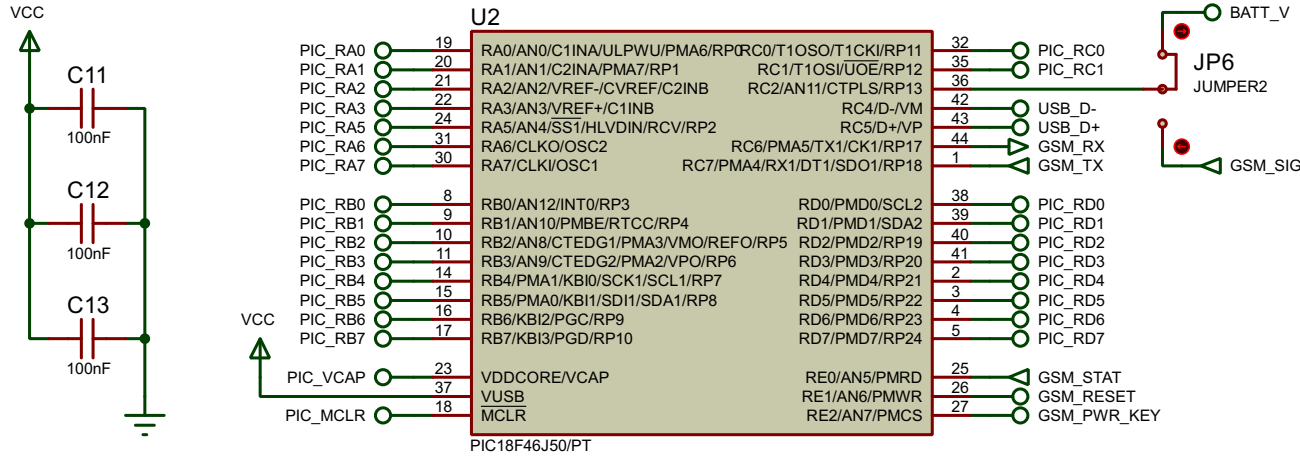 VCC
C11
100nF
C12
100nF
C13
100nF
U2
PIC_RA0 19 RA0/AN0/C1INA/ULPWU/PMA6/RP0
PIC_RA1 20 RA1/AN1/C2INA/PMA7/RP1
PIC_RA2 21 RA2/AN2/VREF-/CVREF/C2INB
PIC_RA3 22 RA3/AN3/VREF+/C1INB
PIC_RA5 24 RA5/AN4/SS1/HLVDIN/RCV/RP2
PIC_RA6 31 RA6/CLKO/OSC2
PIC_RA7 30 RA7/CLKI/OSC1
PIC_RB0 8 RB0/AN12/INT0/RP3
PIC_RB1 9 RB1/AN10/PMBE/RTCC/RP4
PIC_RB2 10 RB2/AN8/CTEDG1/PMA3/VMO/REFO/RP5
PIC_RB3 11 RB3/AN9/CTEDG2/PMA2/VPO/RP6
PIC_RB4 14 RB4/PMA1/KBI0/SCK1/SCL1/RP7
PIC_RB5 15 RB5/PMA0/KBI1/SDI1/SDA1/RP8
PIC_RB6 16 RB6/KBI2/PGC/RP9
PIC_RB7 17 RB7/KBI3/PGD/RP10
VCC
PIC_VCAP 23 VDDCORE/VCAP
37 VUSB
PIC_MCLR 18 MCLR
RC0/T1OSO/T1CKI/RP11 32 PIC_RC0
RC1/T1OSI/UOE/RP12 35 PIC_RC1
RC2/AN11/CTPLS/RP13 36
RC4/D-/VM 42 USB_D-
RC5/D+/VP 43 USB_D+
RC6/PMA5/TX1/CK1/RP17 44 GSM_RX
RC7/PMA4/RX1/DT1/SDO1/RP18 1 GSM_TX
RD0/PMD0/SCL2 38 PIC_RD0
RD1/PMD1/SDA2 39 PIC_RD1
RD2/PMD2/RP19 40 PIC_RD2
RD3/PMD3/RP20 41 PIC_RD3
RD4/PMD4/RP21 2 PIC_RD4
RD5/PMD5/RP22 3 PIC_RD5
RD6/PMD6/RP23 4 PIC_RD6
RD7/PMD7/RP24 5 PIC_RD7
RE0/AN5/PMRD 25 GSM_STAT
RE1/AN6/PMWR 26 GSM_RESET
RE2/AN7/PMCS 27 GSM_PWR_KEY
PIC18F46J50/PT
BATT_V
JP6
JUMPER2
GSM_SIG